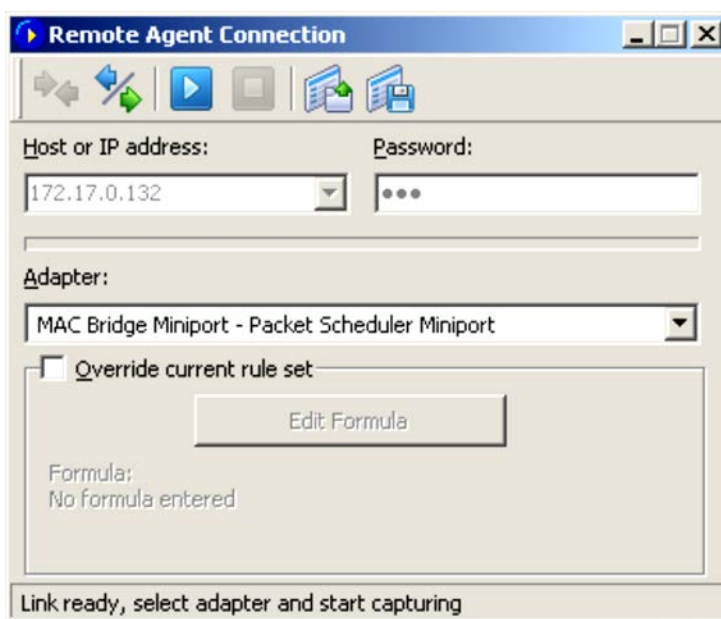 Remote Agent Connection
Host or IP address: Password:
172.17.0.132 •••
Adapter:
MAC Bridge Miniport - Packet Scheduler Miniport
Override current rule set
Edit Formula
Formula:
No formula entered
Link ready, select adapter and start capturing